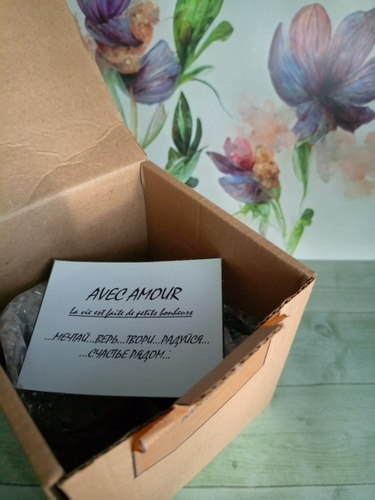 AVEC AMOUR
la vie est faite de petits bonheurs
...МЕЧТАЙ...ВЕРЬ...ТВОРИ...РАДУЙСЯ...
...СЧАСТЬЕ РЯДОМ...